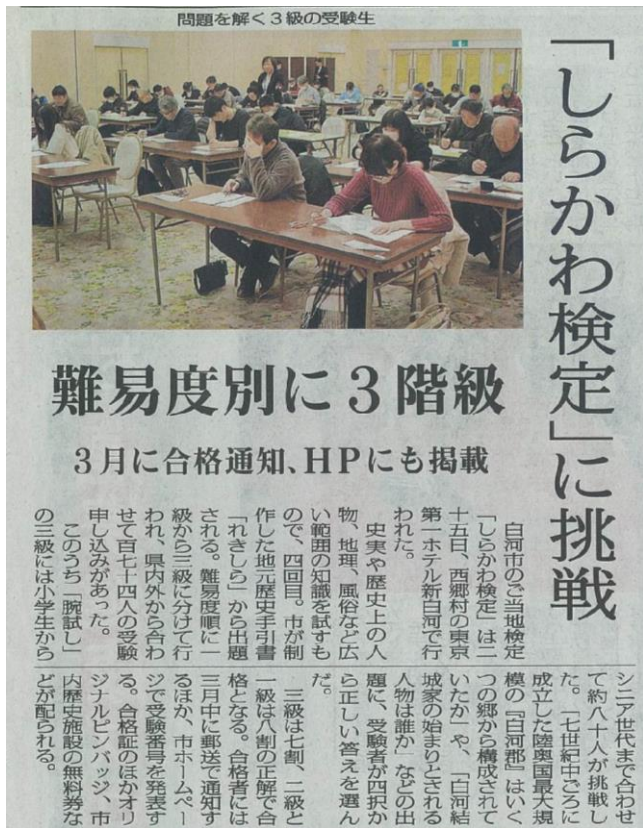 問題を解く３級の受験生
「しらかわ検定」に挑戦
難易度別に３階級
３月に合格通知、ＨＰにも掲載
白河市のご当地検定
「しらかわ検定」は二
十五日、西郷村の東京
第一ホテル新白河で行
われた。
史実や歴史上の人
物、地理、風俗など広
い範囲の知識を試すも
ので、四回目。市が制
作した地元歴史手引書
「れきしら」から出題
される。難易度順に一
級から三級に分けて行
われ、県内外から合わ
せて百七十四人の受験
申し込みがあった。
このうち「腕試し」
の三級には小学生から
シニア世代まで合わせ
て約八十人が挑戦し
た。「七世紀中ごろに
成立した陸奥国最大規
模の『白河郡』はいく
つの郷から構成されて
いたか」や、「白河結
城家の始まりとされる
人物は誰か」などの出
題に、受験者が四択か
ら正しい答えを選ん
だ。
三級は七割、二級と
一級は八割の正解で合
格となる。合格者には
三月中に郵送で通知す
るほか、市ホームペー
ジで受験番号を発表す
る。合格証のほかオリ
ジナルピンバッジ、市
内歴史施設の無料券な
どが配られる。